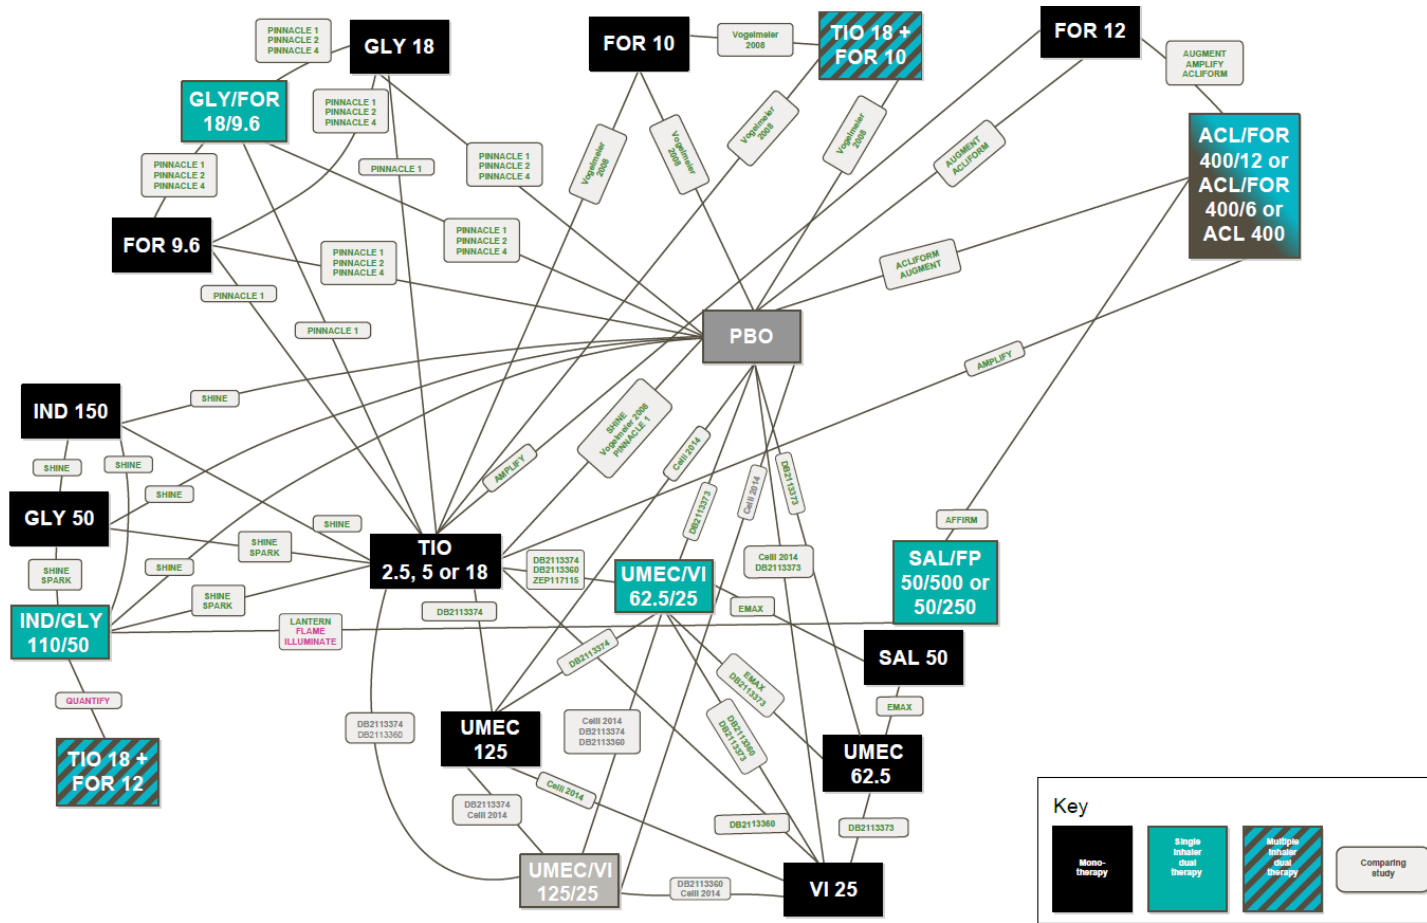 PINNACLE 1
PINNACLE 2
PINNACLE 4
GLY 18
FOR 10
Vogelmeier
2008
TIO 18 +
FOR 10
FOR 12
AUGMENT
AMPLIFY
ACLIFORM
GLY/FOR
18/9.6
PINNACLE 1
PINNACLE 2
PINNACLE 4
Vogelmeier
2008
Vogelmeier
2008
Vogelmeier
2008
Vogelmeier
2008
AUGMENT
ACLIFORM
ACL/FOR
400/12 or
ACL/FOR
400/6 or
ACL 400
PINNACLE 1
PINNACLE 2
PINNACLE 4
PINNACLE 1
PINNACLE 1
PINNACLE 2
PINNACLE 4
FOR 9.6
PINNACLE 1
PINNACLE 2
PINNACLE 4
PINNACLE 1
PINNACLE 2
PINNACLE 4
ACLIFORM
AUGMENT
PINNACLE 1
PINNACLE 1
PBO
AMPLIFY
IND 150
SHINE
SHINE
Vogelmeier 2008
PINNACLE 1
SHINE
SHINE
AMPLIFY
Celli 2014
DB2113373
Celli 2014
DB2113373
SHINE
GLY 50
SHINE
SHINE
SPARK
TIO
2.5, 5 or 18
AFFIRM
SHINE
SPARK
SHINE
SHINE
SPARK
DB2113374
DB2113360
ZEP117115
UMEC/VI
62.5/25
Celli 2014
DB2113373
SAL/FP
50/500 or
50/250
IND/GLY
110/50
LANTERN
FLAME
ILLUMINATE
DB2113374
EMAX
DB2113374
SAL 50
QUANTIFY
EMAX
DB2113373
EMAX
TIO 18 +
FOR 12
DB2113374
DB2113360
UMEC
125
Celli 2014
DB2113374
DB2113360
DB2113360
DB2113373
UMEC
62.5
Celli 2014
DB2113374
Celli 2014
DB2113360
DB2113373
UMEC/VI
125/25
DB2113360
Celli 2014
VI 25
Key
Mono-
therapy
Single
inhaler
dual
therapy
Multiple
inhaler
dual
therapy
Comparing
study